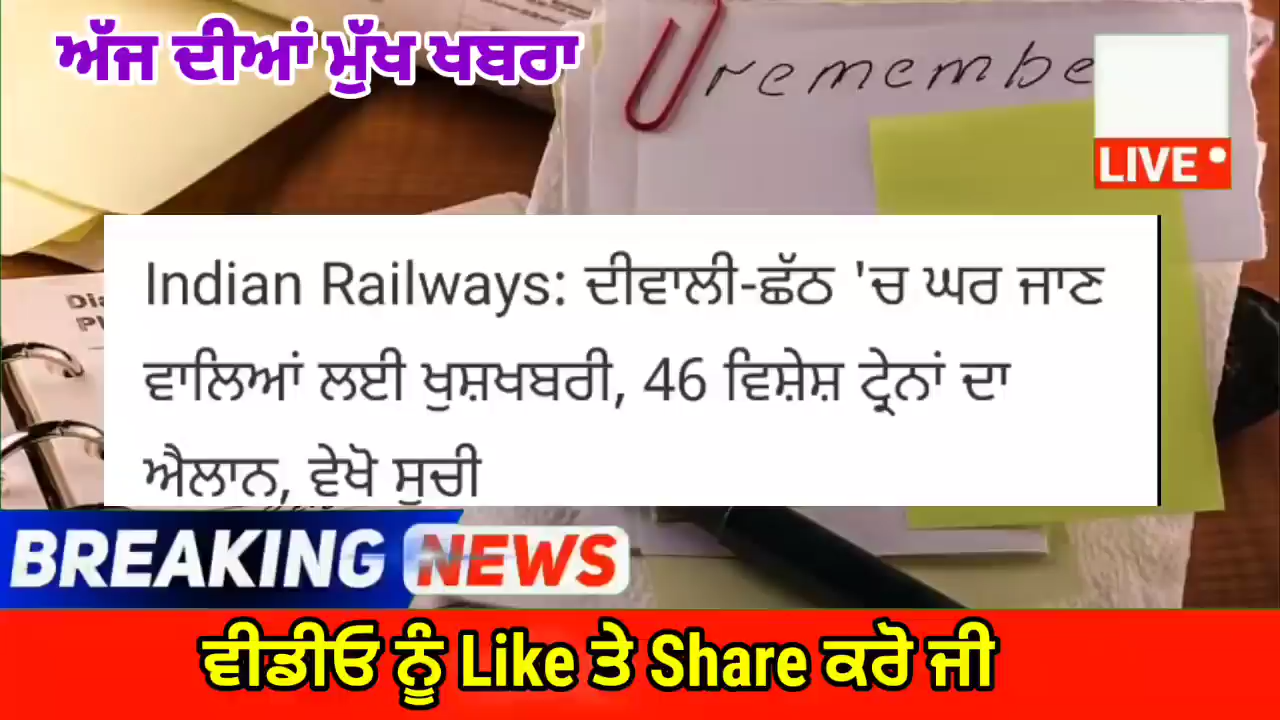 ਅੱਜ ਦੀਆਂ ਮੁੱਖ ਖਬਰਾ
remembe
LIVE
Indian Railways: ਦੀਵਾਲੀ-ਛੱਠ 'ਚ ਘਰ ਜਾਣ
ਵਾਲਿਆਂ ਲਈ ਖੁਸ਼ਖਬਰੀ, 46 ਵਿਸ਼ੇਸ਼ ਟ੍ਰੇਨਾਂ ਦਾ
ਐਲਾਨ, ਵੇਖੋ ਸੂਚੀ
BREAKING NEWS
ਵੀਡੀਓ ਨੂੰ Like ਤੇ Share ਕਰੋ ਜੀ